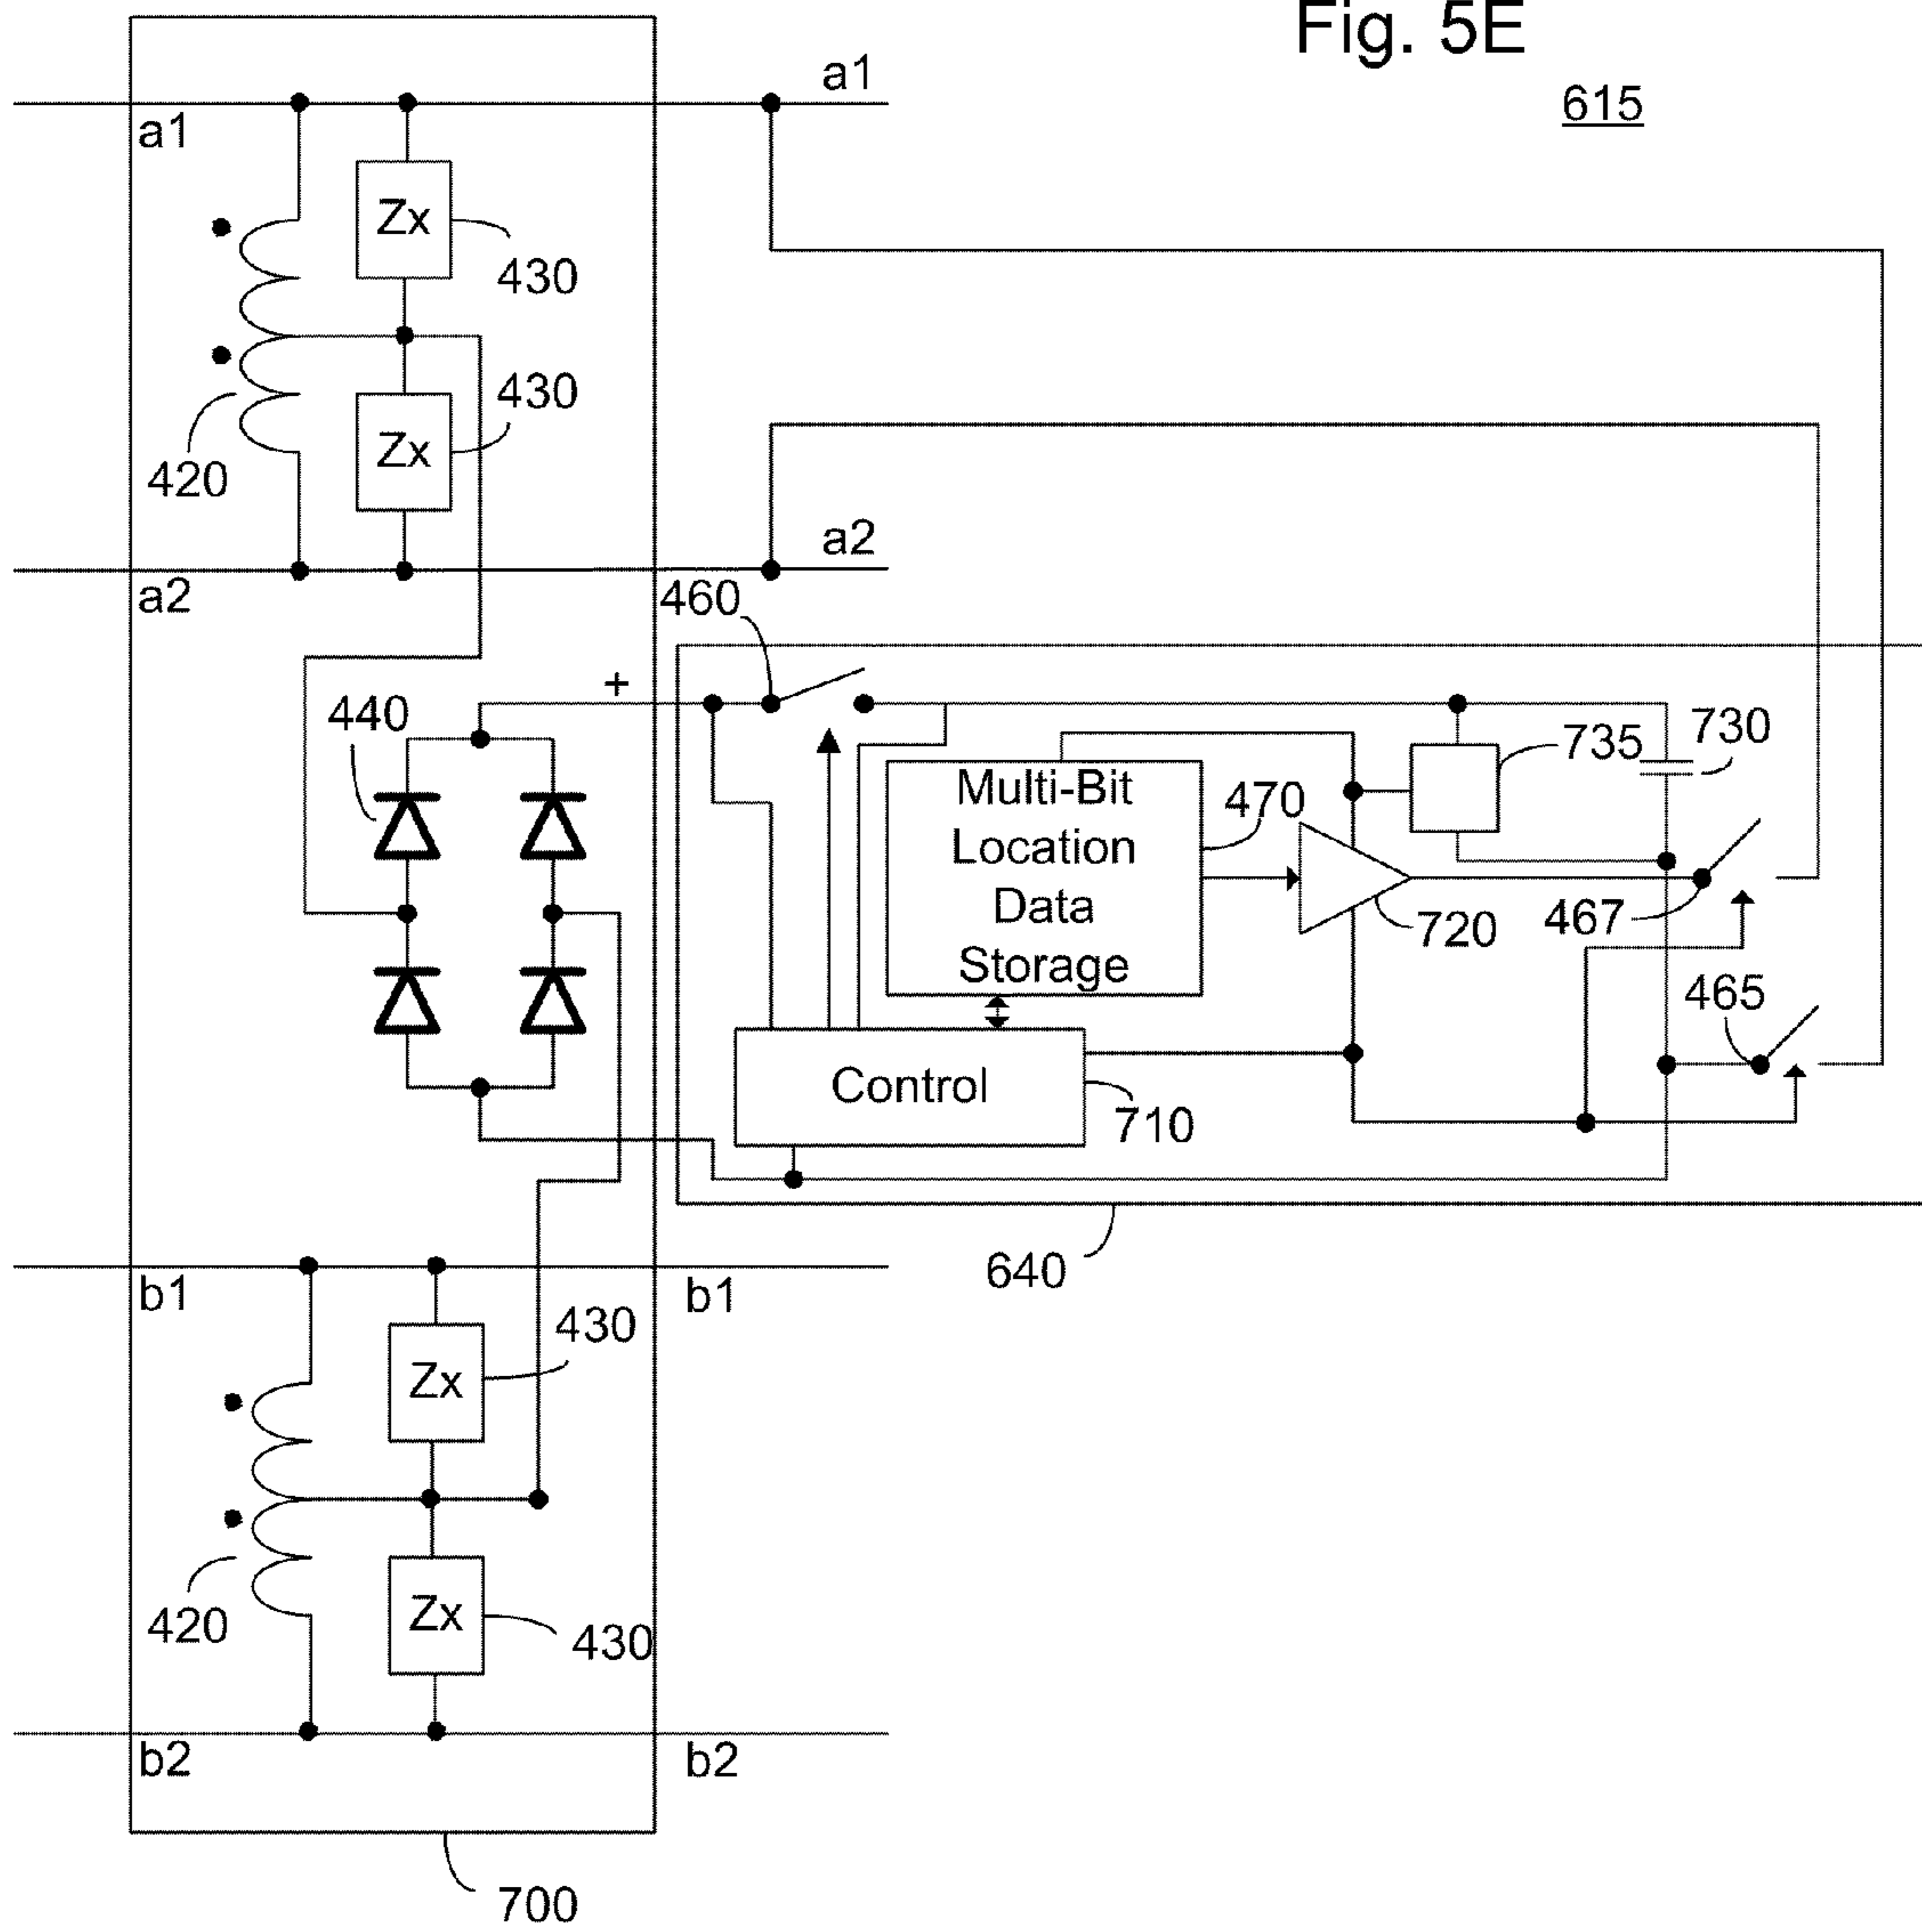 Fig. 5E
615
a1
a1
Zx
430
430
Zx
420
a2
a2
460
+
440
735
730
Multi-Bit
Location
Data
Storage
470
720
467
465
Control
710
640
b1
b1
430
Zx
Zx
420
430
b2
b2
700